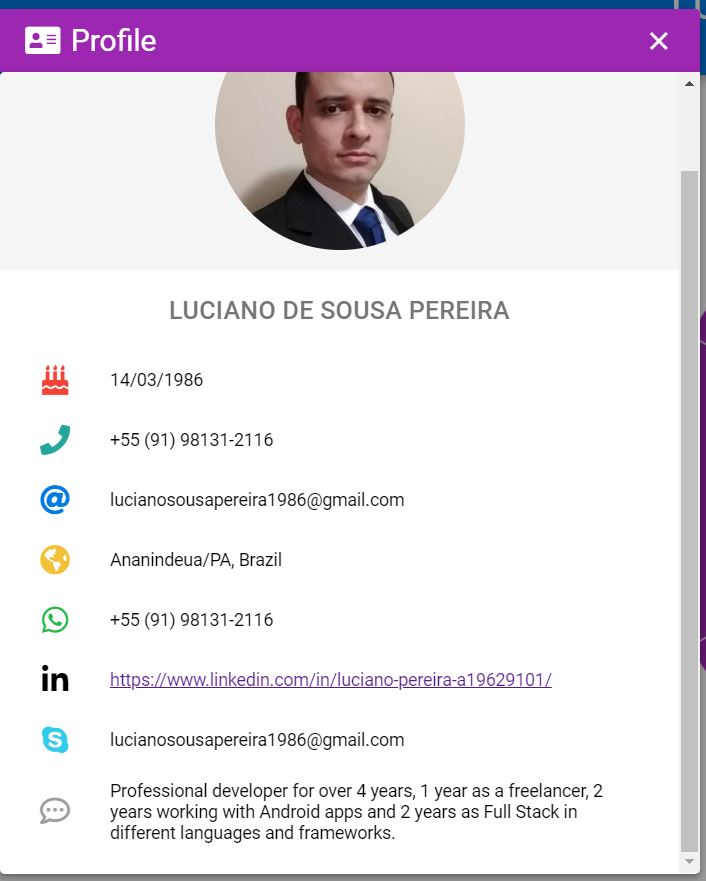 Profile
LUCIANO DE SOUSA PEREIRA
14/03/1986
+55 (91) 98131-2116
lucianosousapereira1986@gmail.com
Ananindeua/PA, Brazil
+55 (91) 98131-2116
https://www.linkedin.com/in/luciano-pereira-a19629101/
lucianosousapereira1986@gmail.com
Professional developer for over 4 years, 1 year as a freelancer, 2
years working with Android apps and 2 years as Full Stack in
different languages and frameworks.